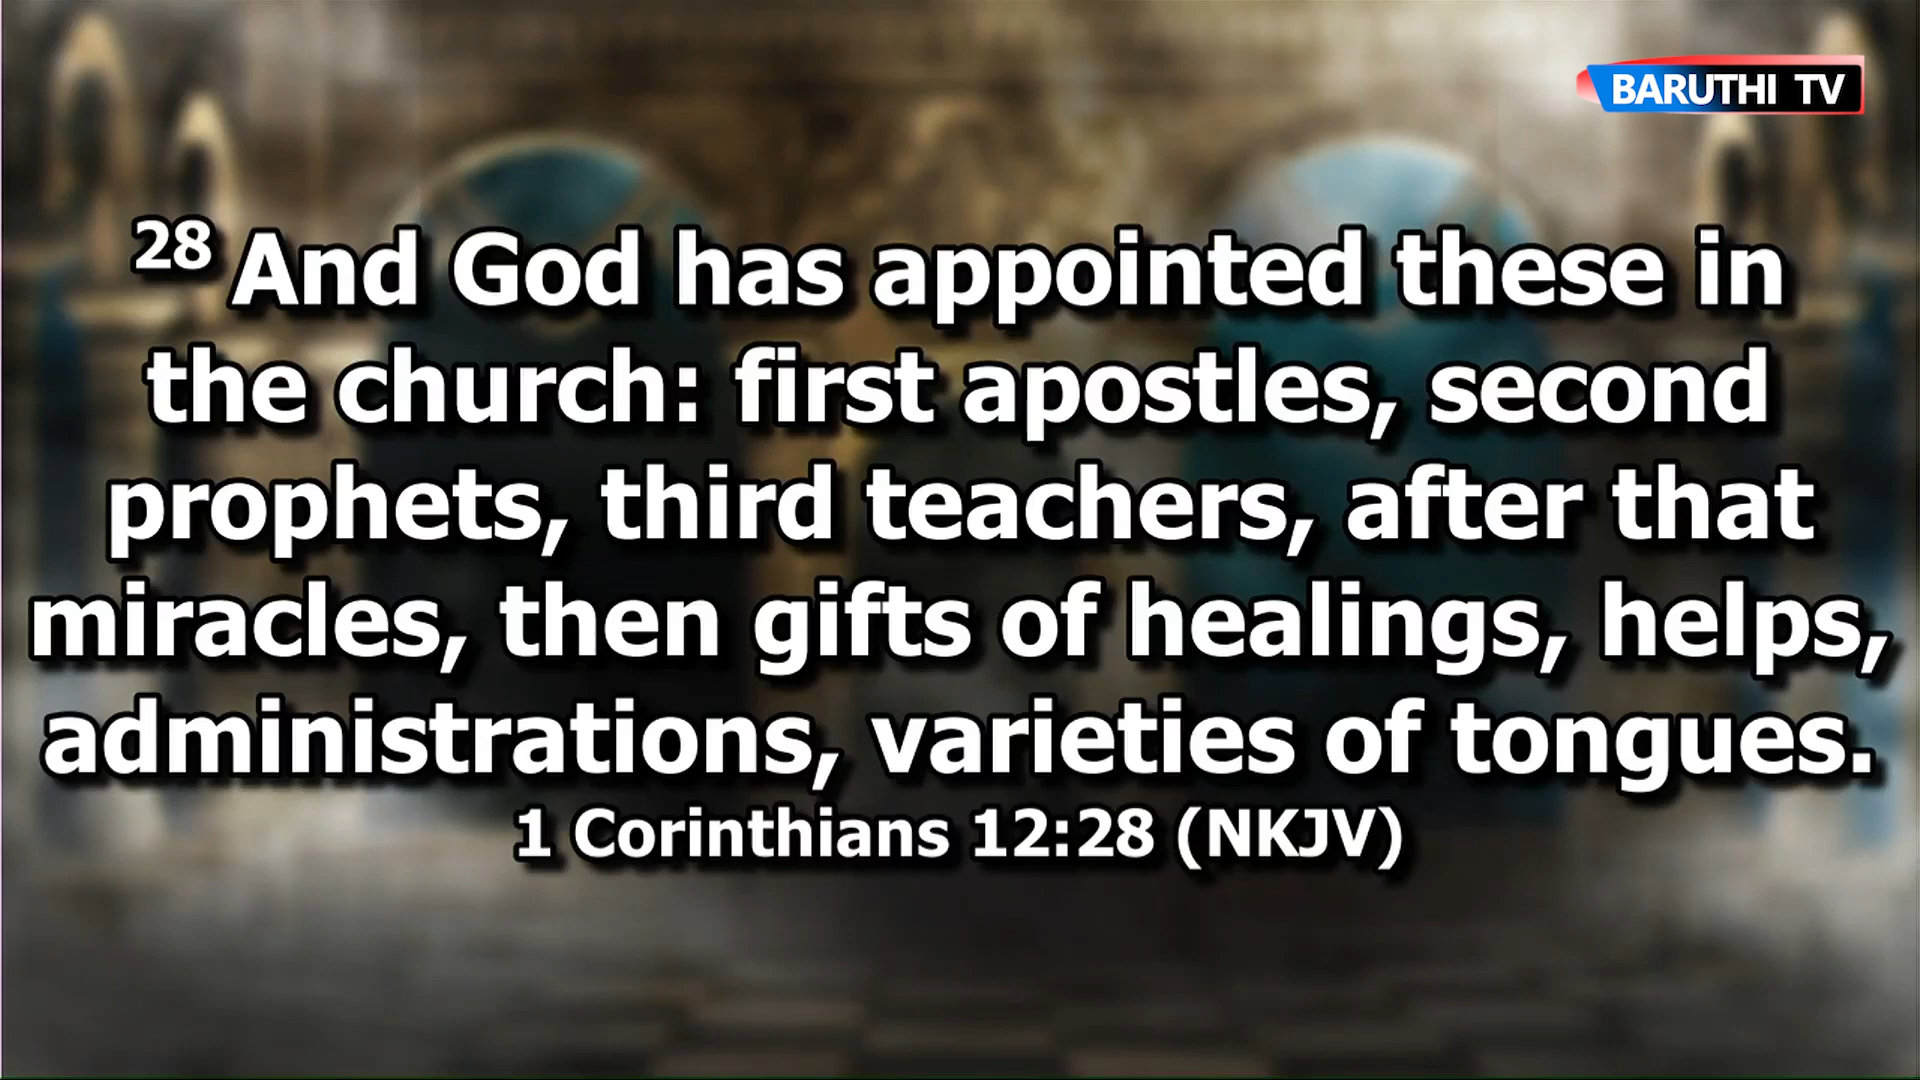 BARUTHI TV
28 And God has appointed these in
the church: first apostles, second
prophets, third teachers, after that
miracles, then gifts of healings, helps,
administrations, varieties of tongues.
1 Corinthians 12:28 (NKJV)